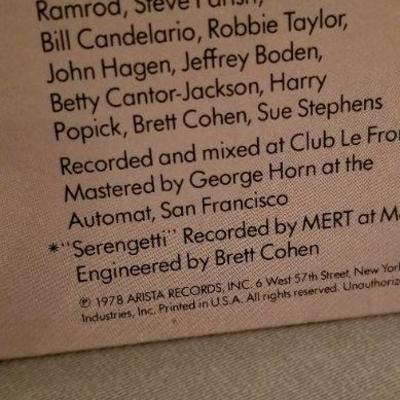 Ramrod, Steve Parish,
Bill Candelario, Robbie Taylor,
John Hagen, Jeffrey Boden,
Betty Cantor-Jackson, Harry
Popick, Brett Cohen, Sue Stephens
Recorded and mixed at Club Le Fro
Mastered by George Horn at the
Automat, San Francisco
*"Serengetti" Recorded by MERT at M
Engineered by Brett Cohen
℗ 1978 ARISTA RECORDS, INC. 6 West 57th Street, New York
Industries, Inc. Printed in U.S.A. All rights reserved. Unauthoriz